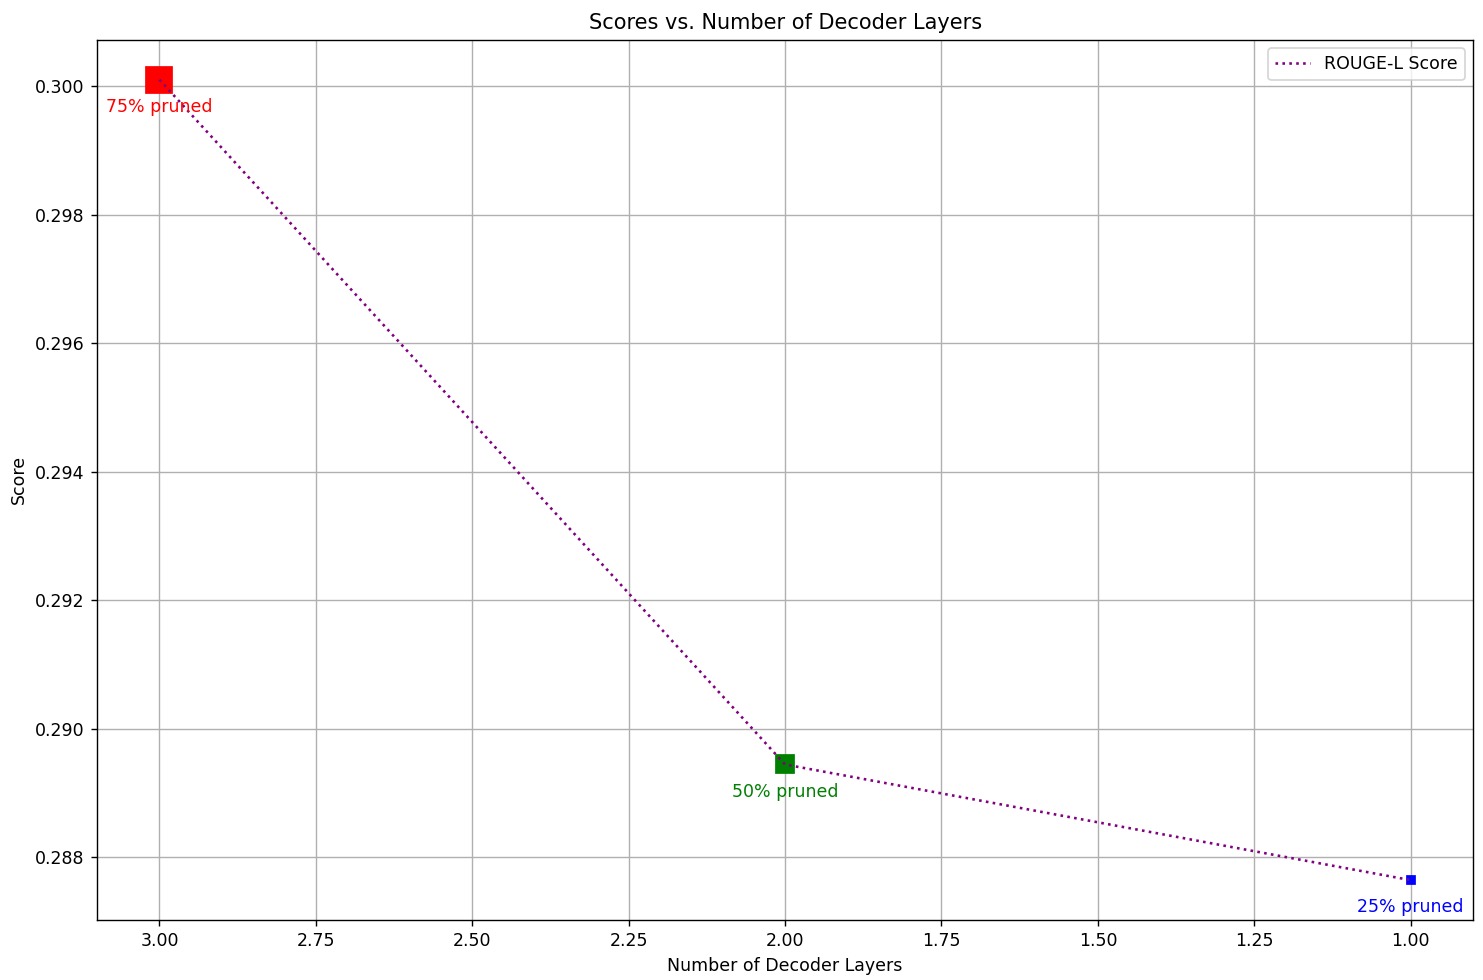 Scores vs. Number of Decoder Layers
ROUGE-L Score
0.300
0.298
0.296
0.294
0.292
0.290
0.288
Score
75% pruned
50% pruned
25% pruned
3.00 2.75 2.50 2.25 2.00 1.75 1.50 1.25 1.00
Number of Decoder Layers